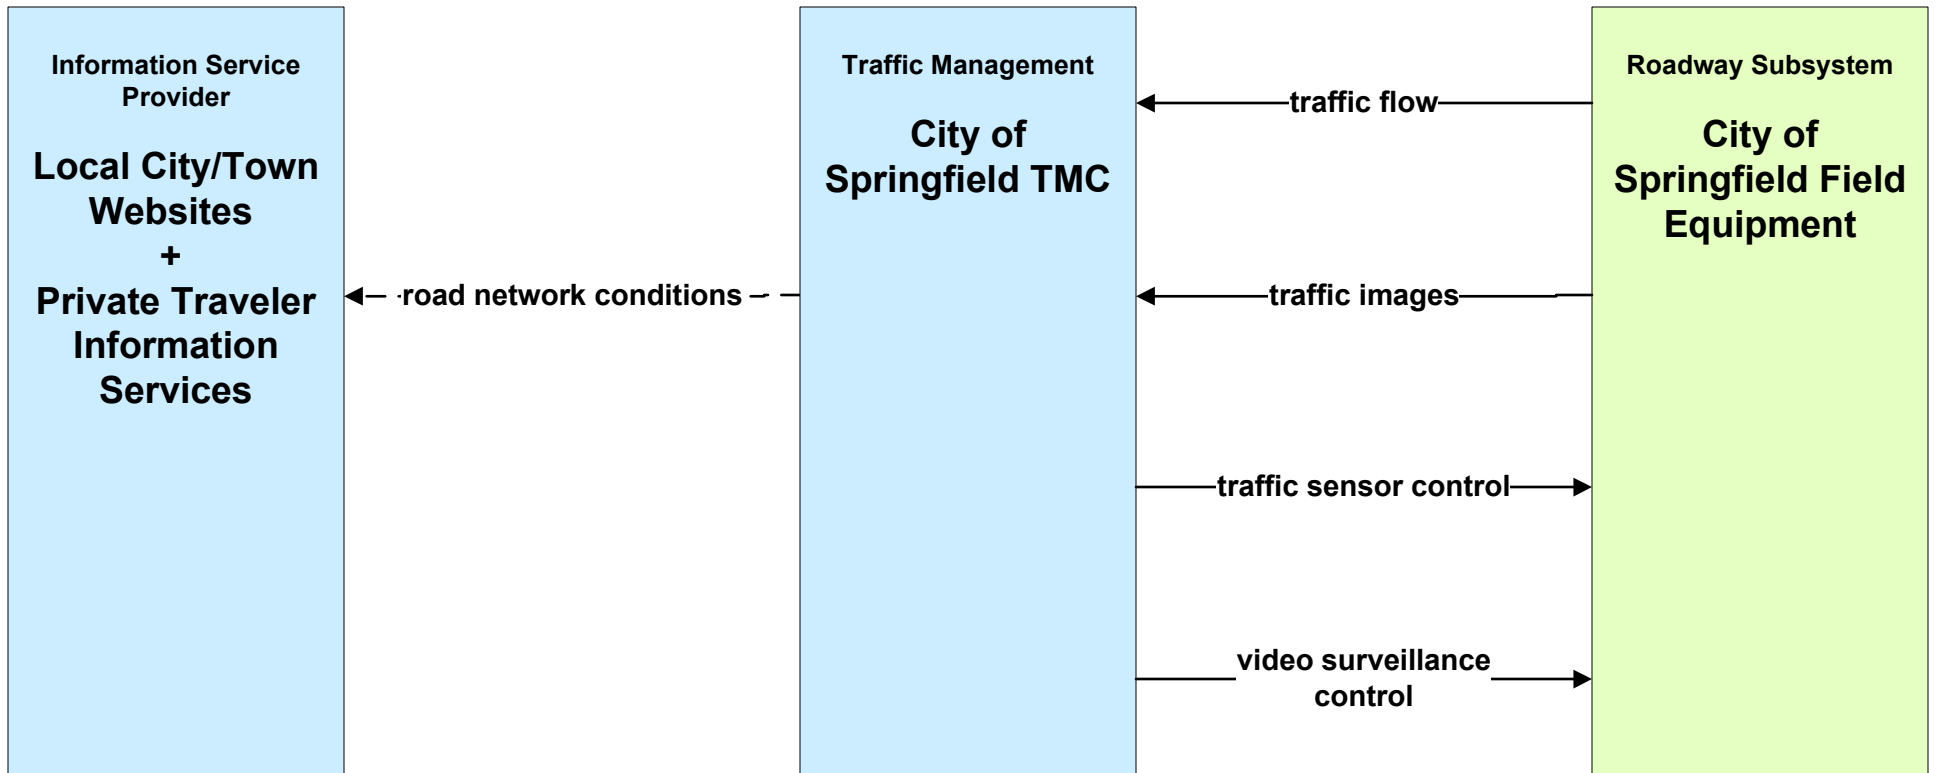 Information Service
Provider
Local City/Town
Websites
+
Private Traveler
Information
Services
road network conditions
Traffic Management
City of
Springfield TMC
traffic flow
traffic images
traffic sensor control
video surveillance
control
Roadway Subsystem
City of
Springfield Field
Equipment